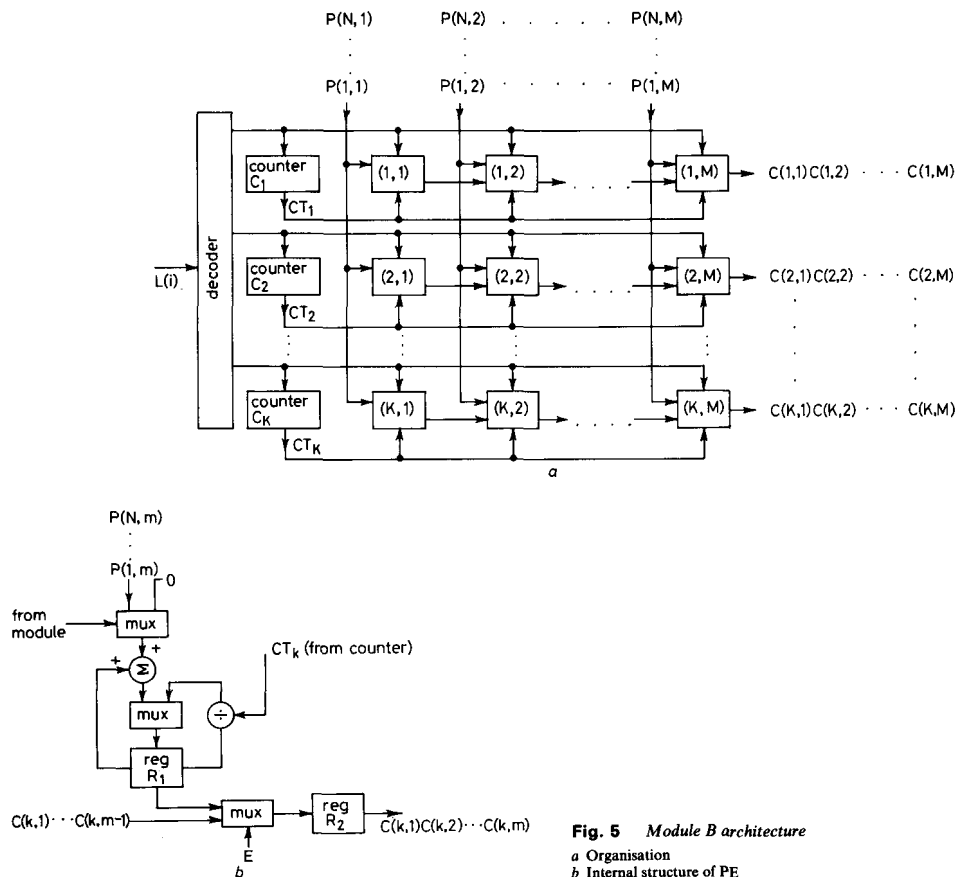 P(N,1) P(N,2) · · · · · P(N,M)
P(1,1) P(1,2) · · · · · P(1,M)
decoder
L(i)
counter C₁
(1,1) (1,2) · · · · · (1,M)
C(1,1)C(1,2) · · · C(1,M)
CT₁
counter C₂
(2,1) (2,2) · · · · · (2,M)
C(2,1)C(2,2) · · · C(2,M)
CT₂
counter C_K
(K,1) (K,2) · · · · · (K,M)
C(K,1)C(K,2) · · · C(K,M)
CT_K
a
P(N,m)
P(1,m)
0
from module
mux
+ +
Σ
CT_k (from counter)
mux
÷
reg R₁
C(k,1)···C(k,m-1)
mux
reg R₂
C(k,1)C(k,2)···C(k,m)
E
b
Fig. 5 Module B architecture
a Organisation
b Internal structure of PE